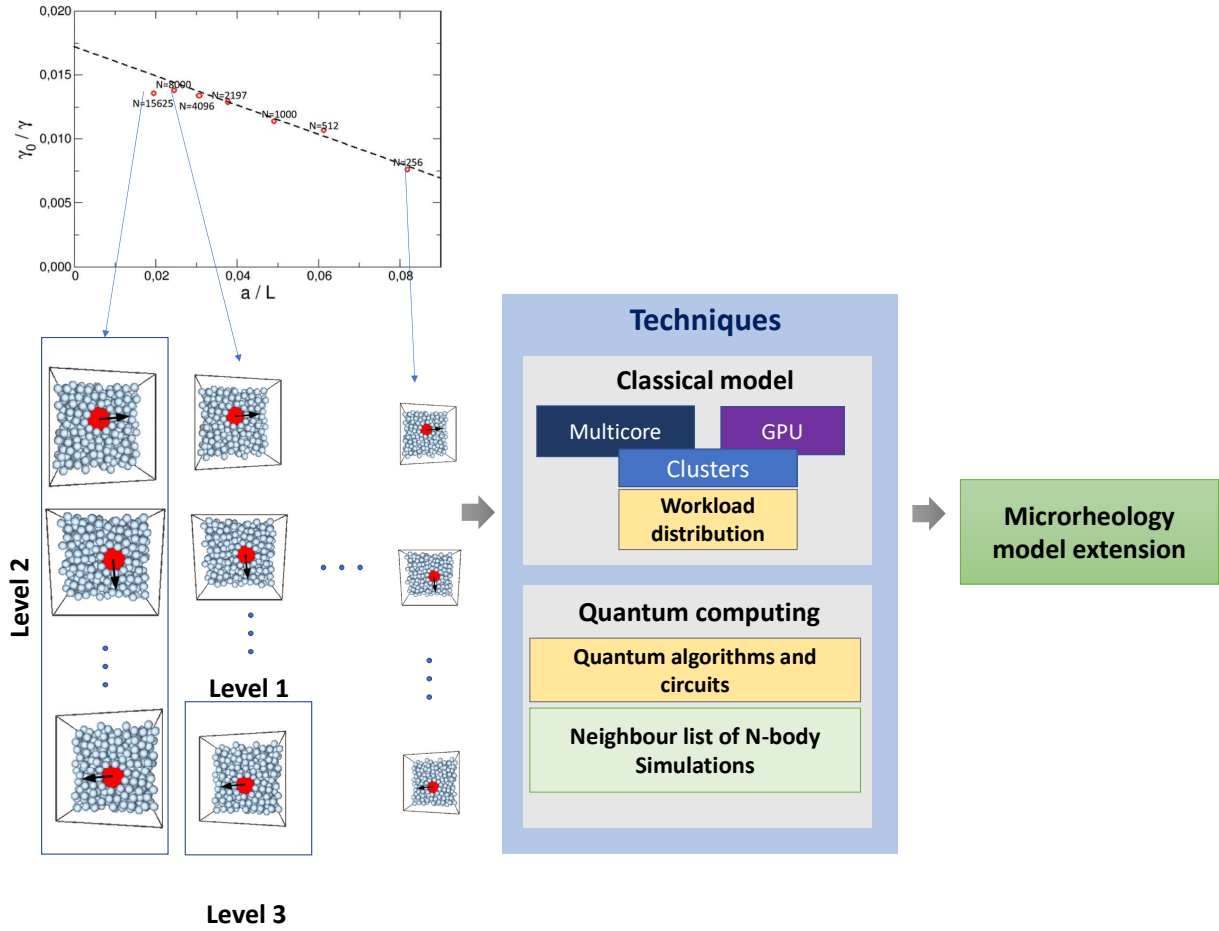 0,020
0,015
0,010
0,005
0,000
γ₀ / γ
N=15625
N=8000
N=4096
N=2197
N=1000
N=512
N=256
0
0,02
0,04
0,06
0,08
a / L
Level 2
Level 1
Level 3
Techniques
Classical model
Multicore
GPU
Clusters
Workload
distribution
Quantum computing
Quantum algorithms and
circuits
Neighbour list of N-body
Simulations
Microrheology
model extension